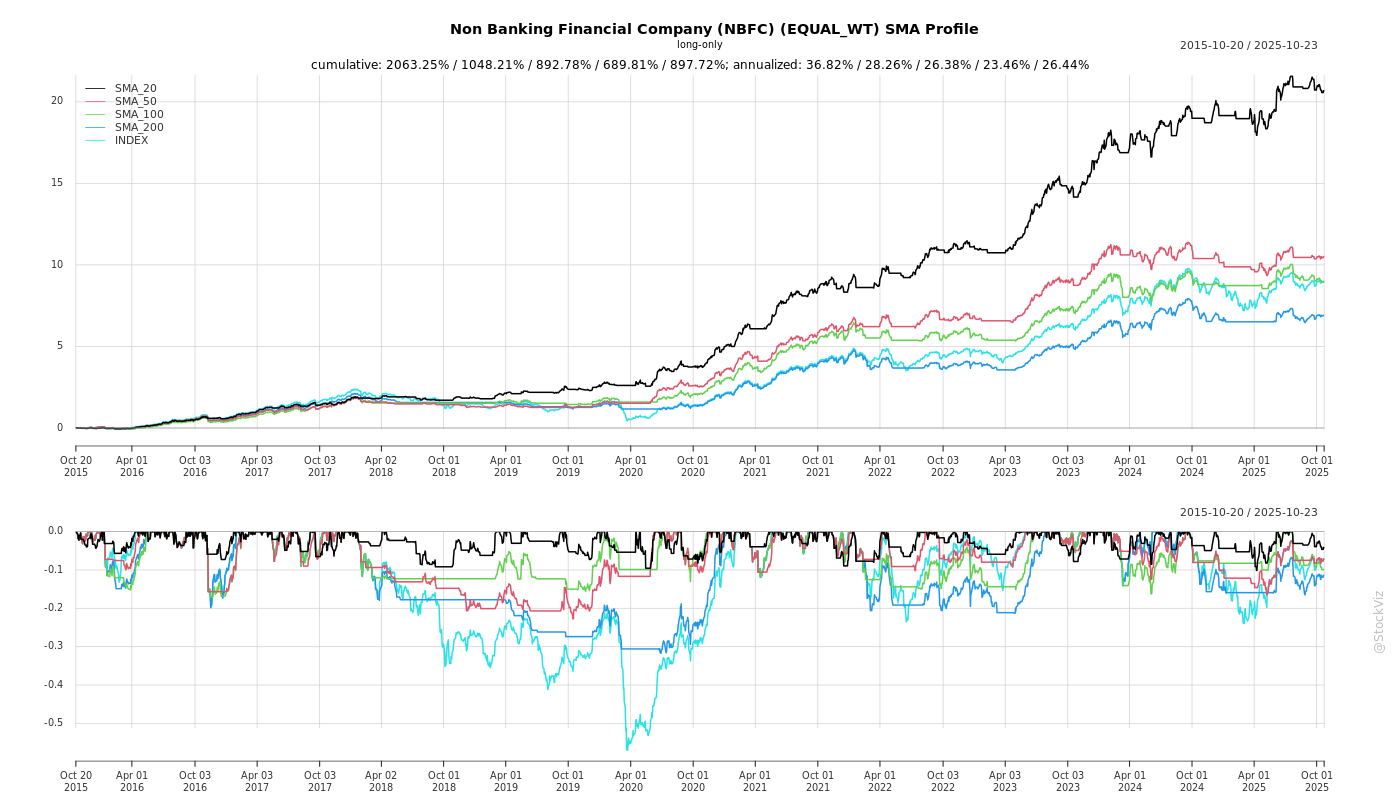 Non Banking Financial Company (NBFC) (EQUAL_WT) SMA Profile
long-only
2015-10-20 / 2025-10-23
cumulative: 2063.25% / 1048.21% / 892.78% / 689.81% / 897.72%; annualized: 36.82% / 28.26% / 26.38% / 23.46% / 26.44%
SMA_20
SMA_50
SMA_100
SMA_200
INDEX
20
15
10
5
0
Oct 20 Apr 01 Oct 03 Apr 03 Oct 03 Apr 02 Oct 01 Apr 01 Oct 01 Apr 01 Oct 01 Apr 01 Oct 01 Apr 01 Oct 03 Apr 03 Oct 03 Apr 01 Oct 01 Apr 01 Oct 01
2015 2016 2016 2017 2017 2018 2018 2019 2019 2020 2020 2021 2021 2022 2022 2023 2023 2024 2024 2025 2025
2015-10-20 / 2025-10-23
0.0
-0.1
-0.2
-0.3
-0.4
-0.5
Oct 20 Apr 01 Oct 03 Apr 03 Oct 03 Apr 02 Oct 01 Apr 01 Oct 01 Apr 01 Oct 01 Apr 01 Oct 01 Apr 01 Oct 03 Apr 03 Oct 03 Apr 01 Oct 01 Apr 01 Oct 01
2015 2016 2016 2017 2017 2018 2018 2019 2019 2020 2020 2021 2021 2022 2022 2023 2023 2024 2024 2025 2025
@StockViz